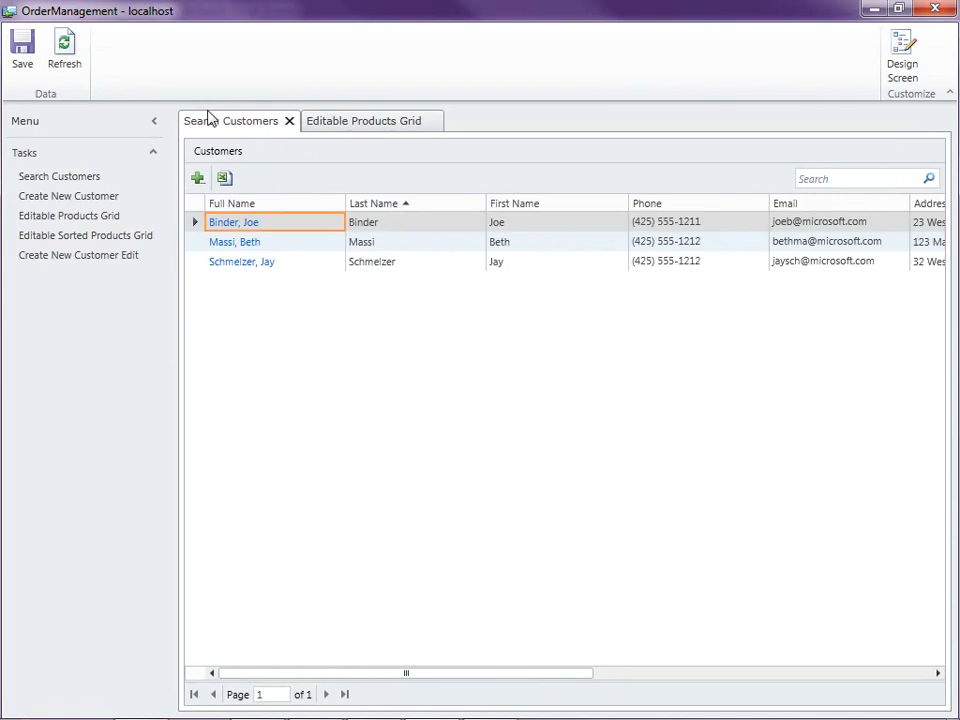 OrderManagement - localhost
Save
Refresh
Design Screen
Data
Customize
Menu
Search Customers
Editable Products Grid
Tasks
Search Customers
Create New Customer
Editable Products Grid
Editable Sorted Products Grid
Create New Customer Edit
Customers
Search
Full Name Last Name First Name Phone Email Addres
Binder, Joe Binder Joe (425) 555-1211 joeb@microsoft.com 23 Wes
Massi, Beth Massi Beth (425) 555-1212 bethma@microsoft.com 123 Ma
Schmelzer, Jay Schmelzer Jay (425) 555-1212 jaysch@microsoft.com 32 Wes
Page 1 of 1